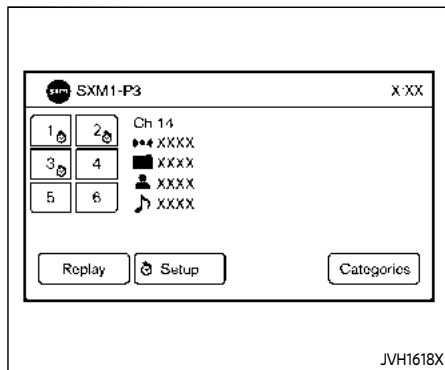 sxm SXM1-P3 X:XX
1 2 Ch 14
XXXX
3 4 XXXX
XXXX
5 6 XXXX
Replay Setup Categories
JVH1618X